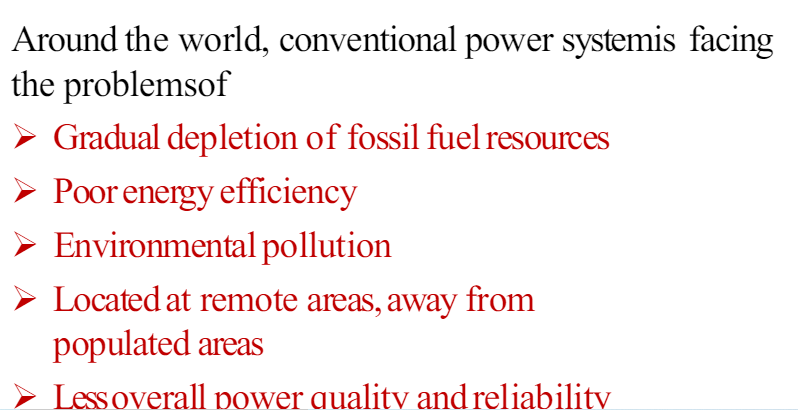 Around the world, conventional power systemis facing
the problemsof
➢ Gradual depletion of fossil fuel resources
➢ Poor energy efficiency
➢ Environmental pollution
➢ Located at remote areas, away from
populated areas
➢ Less overall power quality and reliability